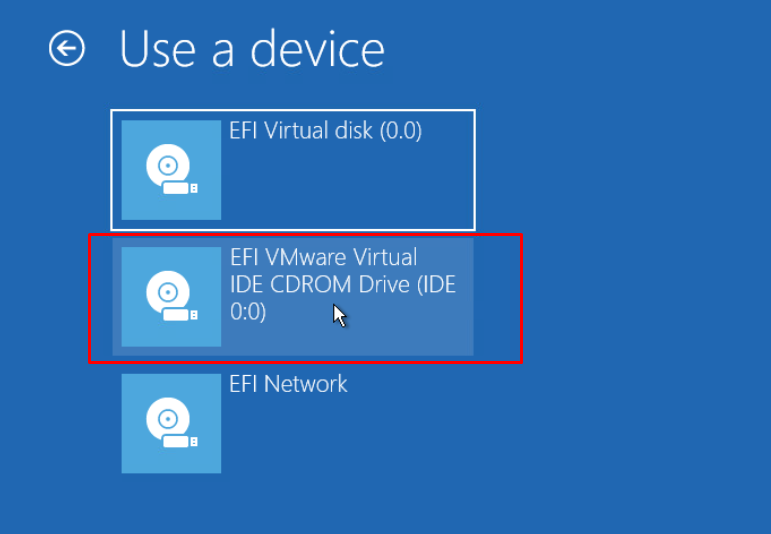 Use a device
EFI Virtual disk (0.0)
EFI VMware Virtual
IDE CDROM Drive (IDE
0:0)
EFI Network